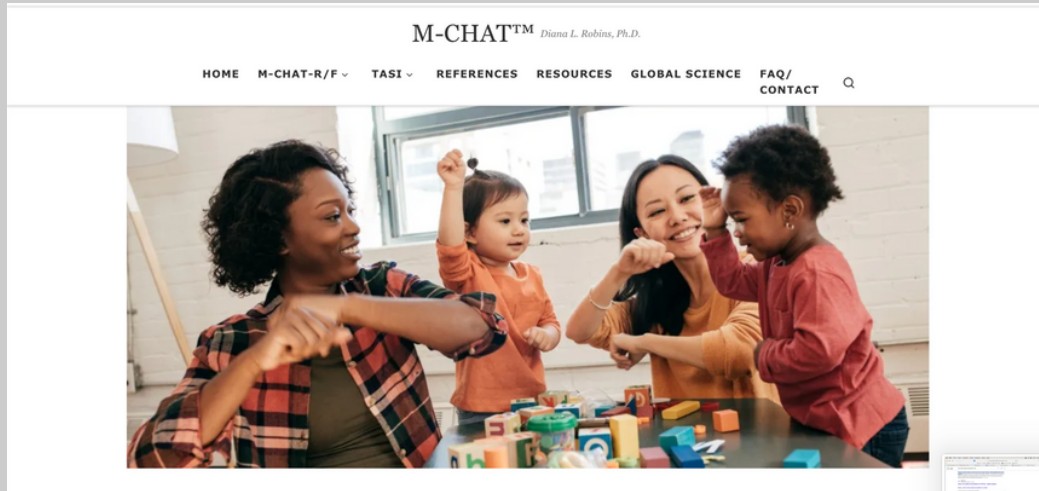 M-CHAT™ Diana L. Robins, Ph.D.
HOME M-CHAT-R/F TASI REFERENCES RESOURCES GLOBAL SCIENCE FAQ/
CONTACT